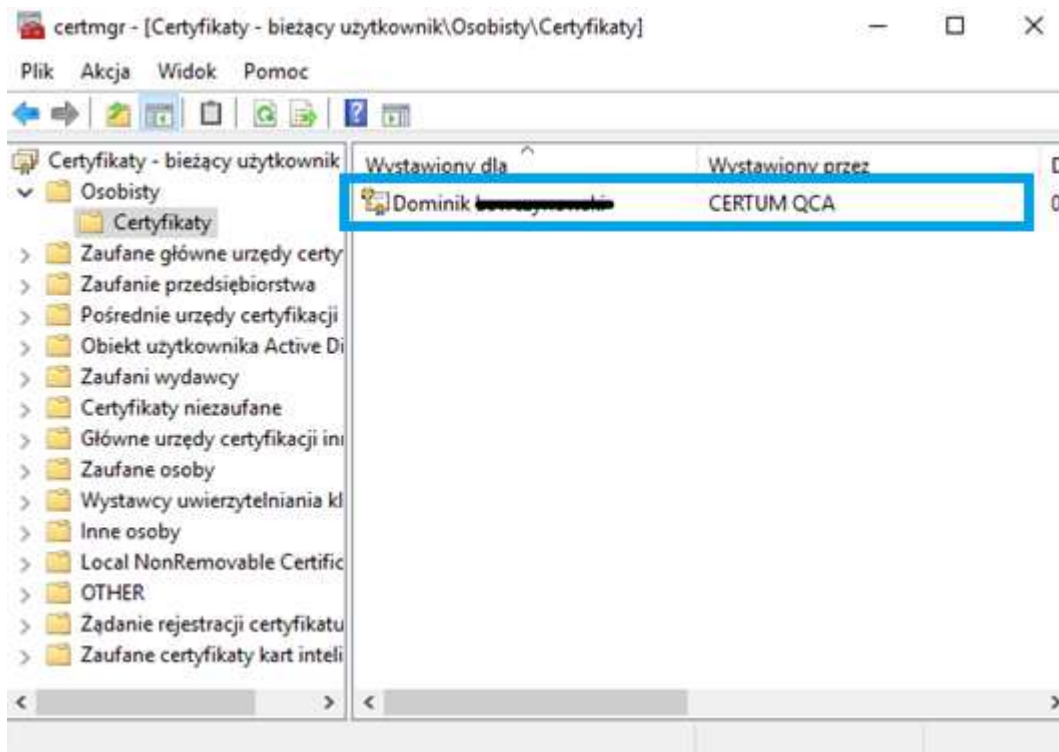 certmgr - [Certyfikaty - bieżący użytkownik\Osobisty\Certyfikaty]
Plik Akcja Widok Pomoc
Certyfikaty - bieżący użytkownik
Osobisty
Certyfikaty
Zaufane główne urzędy certy
Zaufanie przedsiębiorstwa
Pośrednie urzędy certyfikacji
Obiekt użytkownika Active Di
Zaufani wydawcy
Certyfikaty niezaufane
Główne urzędy certyfikacji inn
Zaufane osoby
Wystawcy uwierzytelniania kl
Inne osoby
Local NonRemovable Certific
OTHER
Żądanie rejestracji certyfikatu
Zaufane certyfikaty kart inteli
Wystawiony dla Wystawiony przez
Dominik CERTUM QCA